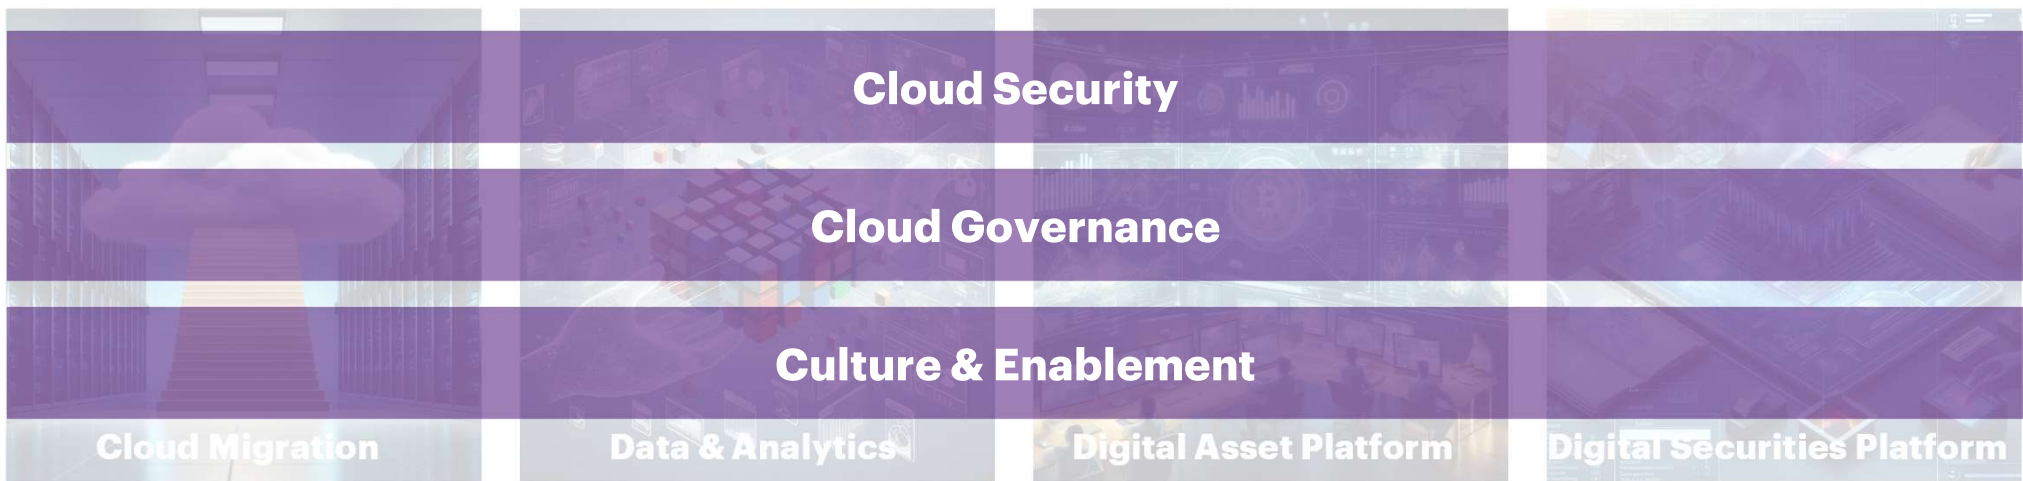 Cloud Security
Cloud Governance
Culture & Enablement
Cloud Migration
Data & Analytics
Digital Asset Platform
Digital Securities Platform